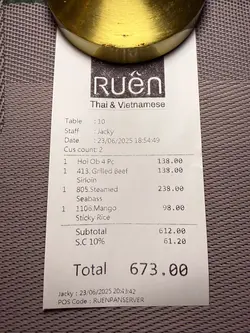 Ruên
Thai & Vietnamese
Table : 10
Staff : Jacky
Date : 23/06/2025 18:54:49
Cus count: 2
1 Hoi Ob 4 Pc 138.00
1 413. Grilled Beef 138.00
Sirloin
1 805.Steamed 238.00
Seabass
1 1108.Mango 98.00
Sticky Rice
Subtotal 612.00
S.C 10% 61.20
Total 673.00
Jacky : 23/06/2025 20:43:42
POS Code : RUENPANSERVER